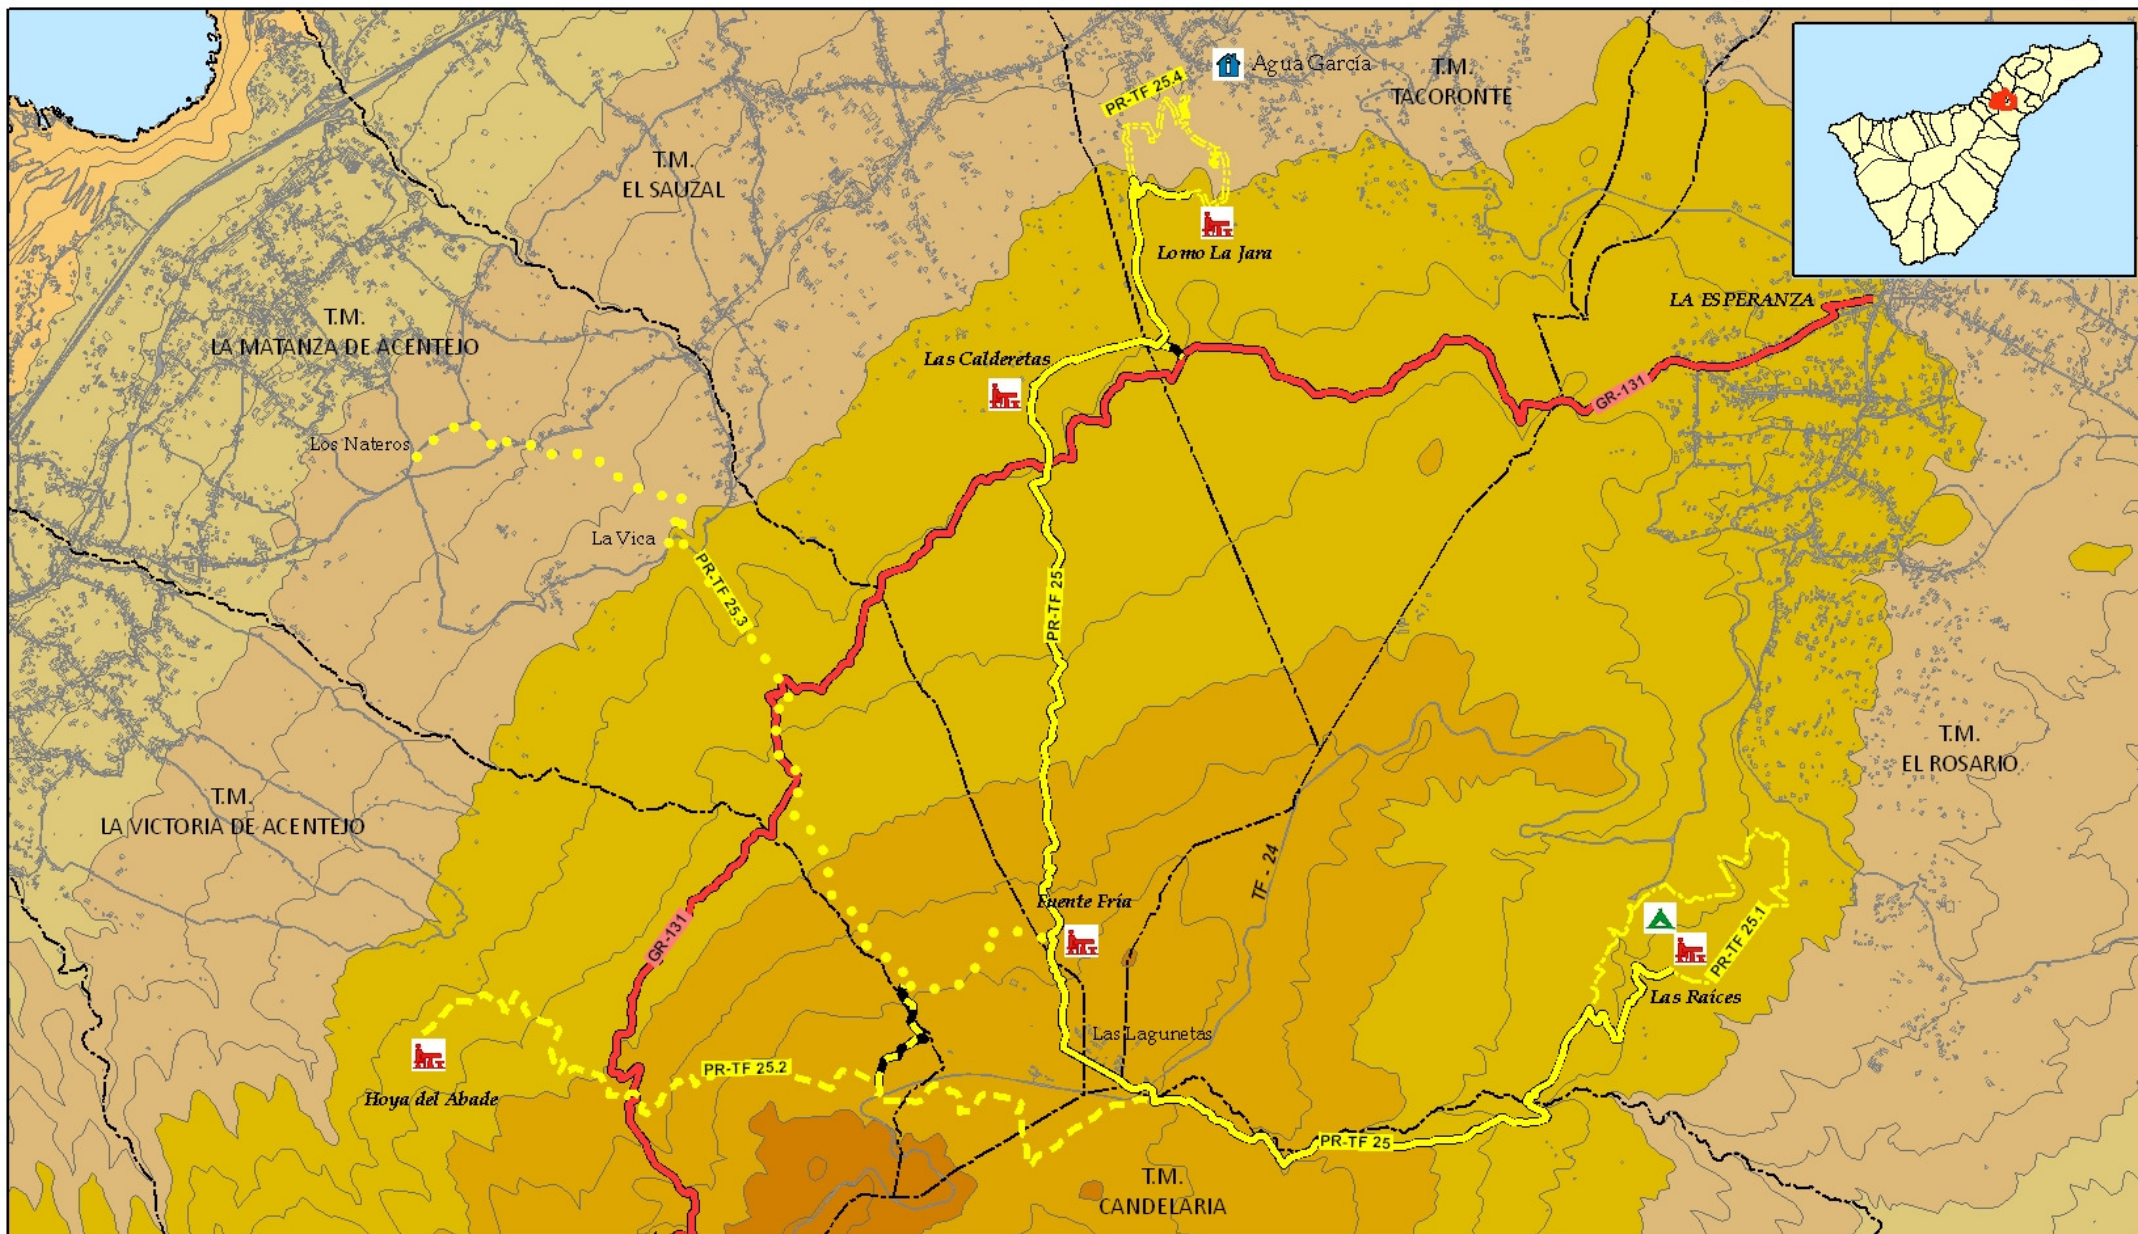 PR-TF 25.4
Agua García
T.M.
TACORONTE
T.M.
EL SAUZAL
Lomo La Jara
LA ESPERANZA
T.M.
LA MATANZA DE ACENTEJO
Las Calderetas
GR-131
Los Nateros
La Vica
PR-TF 25.3
PR-TF 25
T.M.
EL ROSARIO
T.M.
LA VICTORIA DE ACENTEJO
TF - 24
Fuente Fría
GR-131
PR-TF 25.1
Las Raíces
Las Lagunetas
PR-TF 25.2
Hoya del Abade
PR-TF 25
T.M.
CANDELARIA